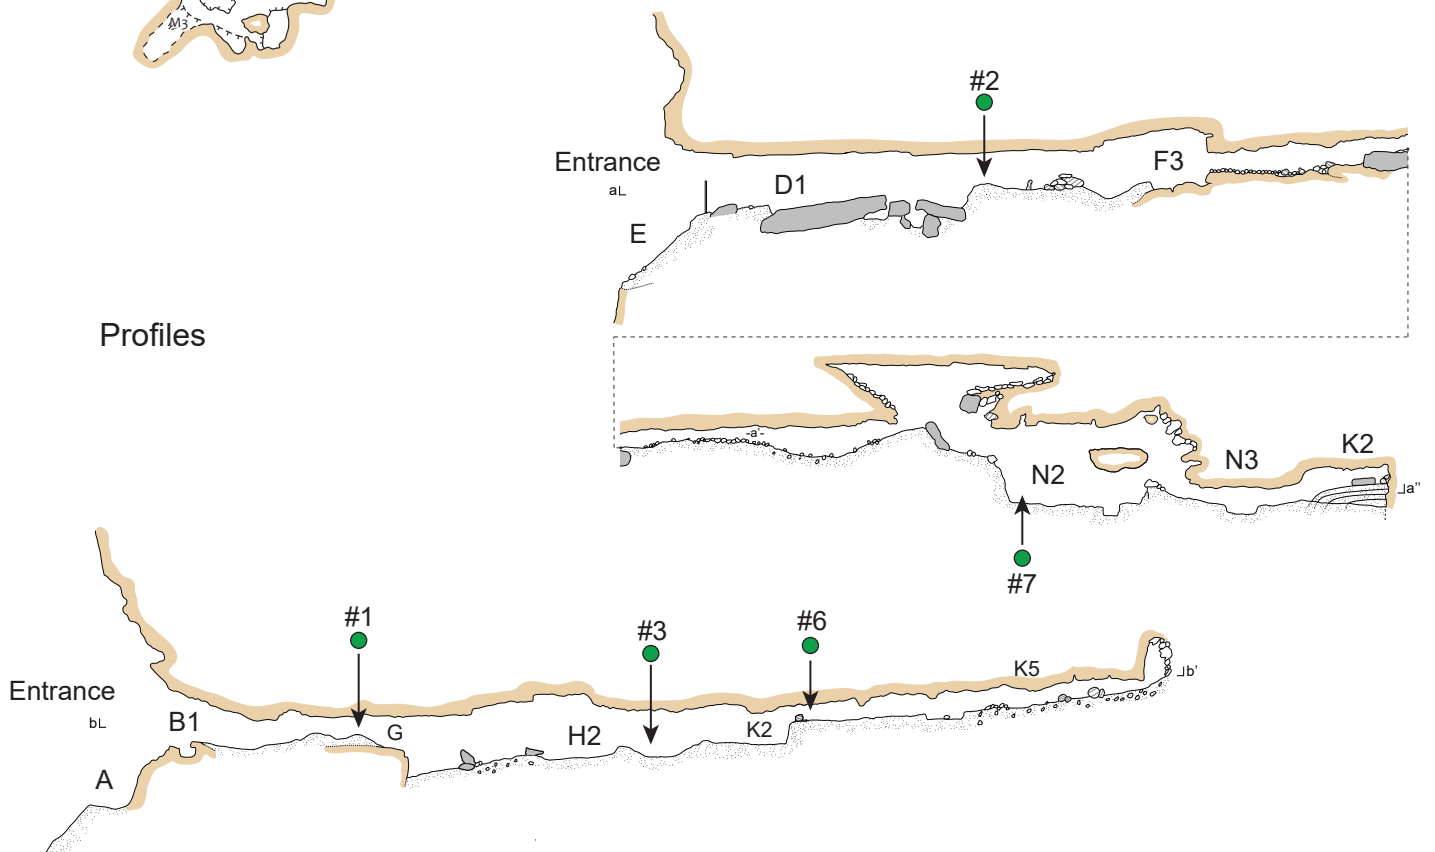 M3
#2
Entrance
aL
D1
F3
E
Profiles
-a'-
N2
N3
K2
a''
#7
#1
#3
#6
Entrance
bL
B1
G
H2
K2
K5
b'
A